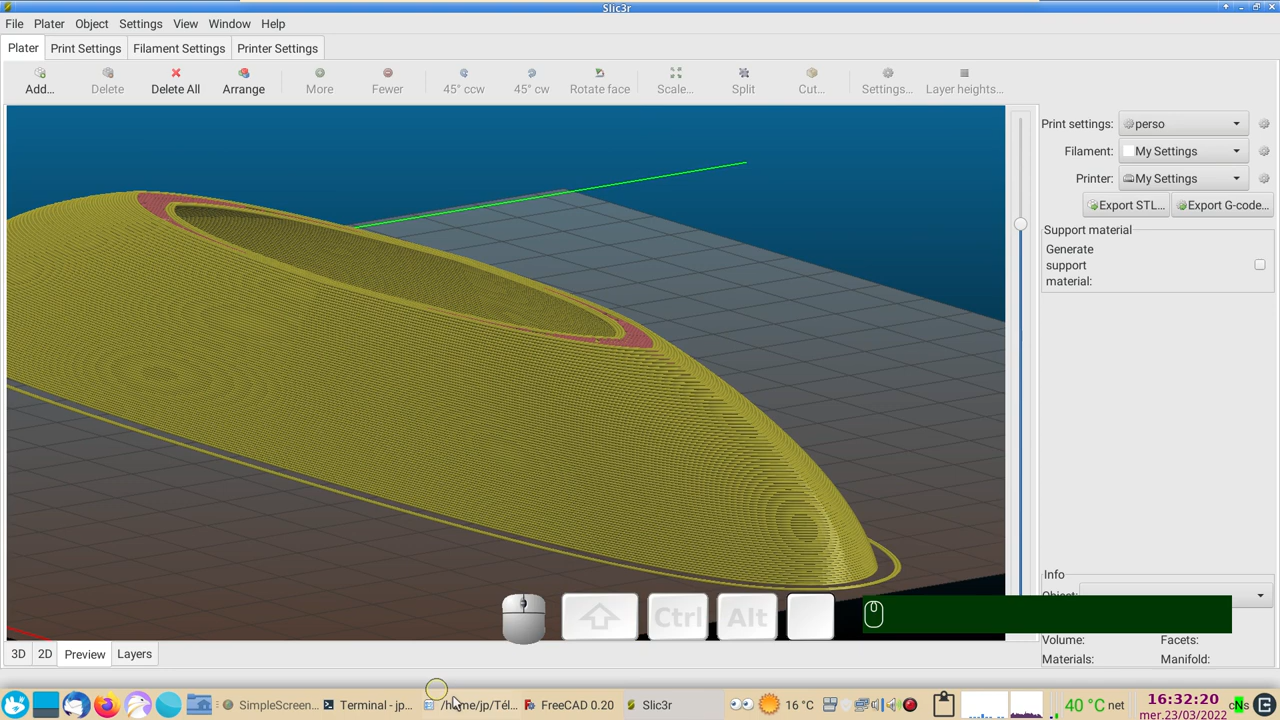 Slic3r
File Plater Object Settings View Window Help
Plater Print Settings Filament Settings Printer Settings
Add... Delete Delete All Arrange More Fewer 45° ccw 45° cw Rotate face Scale... Split Cut... Settings... Layer heights...
Print settings: perso
Filament: My Settings
Printer: My Settings
Export STL... Export G-code...
Support material
Generate
support
material:
Info
Ctrl Alt
Volume: Facets:
Materials: Manifold:
3D 2D Preview Layers
SimpleScreen... Terminal - jp... /home/jp/Tél... FreeCAD 0.20 Slic3r 16 °C 40 °C net 16:32:20
mer.23/03/2022